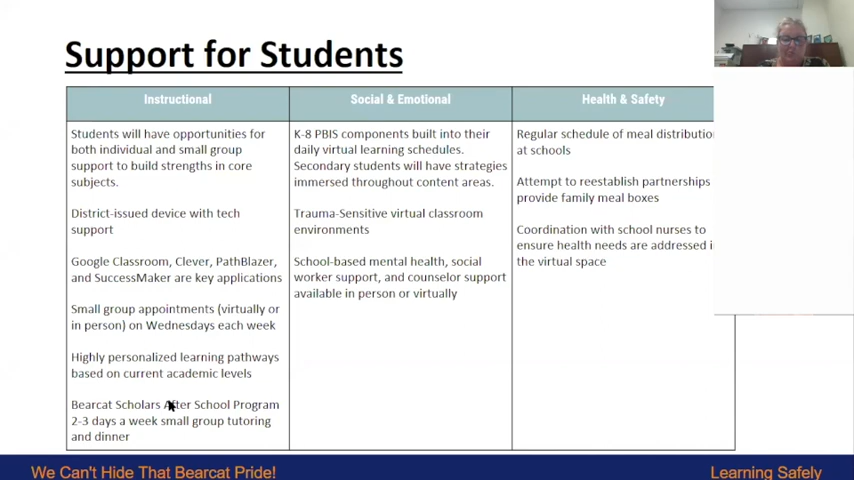 Support for Students
Instructional
Students will have opportunities for
both individual and small group
support to build strengths in core
subjects.
District-issued device with tech
support
Google Classroom, Clever, PathBlazer,
and SuccessMaker are key applications
Small group appointments (virtually or
in person) on Wednesdays each week
Highly personalized learning pathways
based on current academic levels
Bearcat Scholars After School Program
2-3 days a week small group tutoring
and dinner
Social & Emotional
K-8 PBIS components built into their
daily virtual learning schedules.
Secondary students will have strategies
immersed throughout content areas.
Trauma-Sensitive virtual classroom
environments
School-based mental health, social
worker support, and counselor support
available in person or virtually
Health & Safety
Regular schedule of meal
at schools
Attempt to reestablish partnerships
provide family meal boxes
Coordination with school nurses to
ensure health needs are addressed
the virtual space
We Can't Hide That Bearcat Pride!
Learning Safely